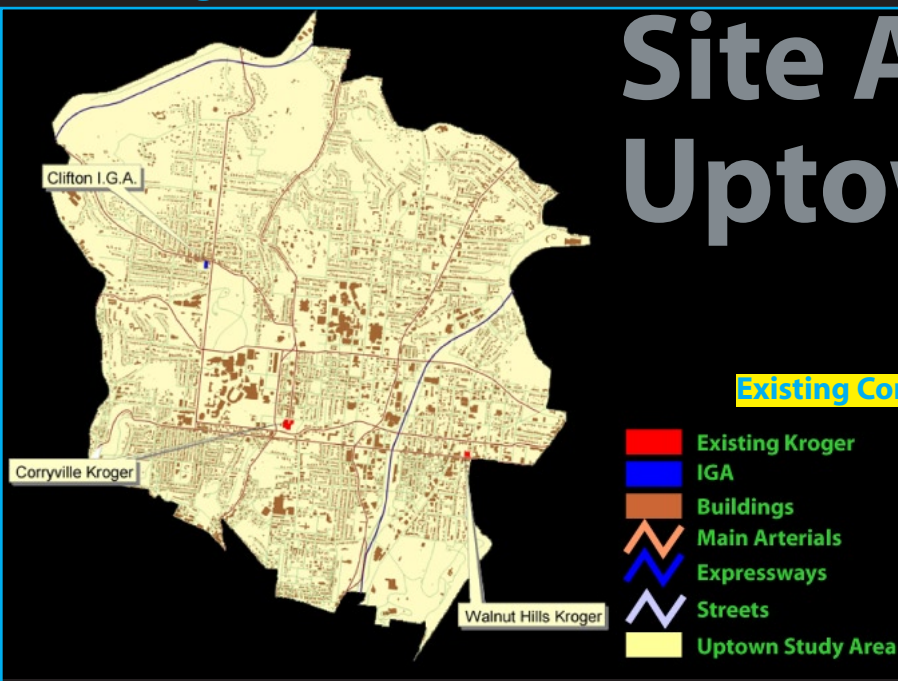 Site A
Uptow
Clifton I.G.A.
Existing Co
Existing Kroger
IGA
Buildings
Main Arterials
Expressways
Streets
Uptown Study Area
Corryville Kroger
Walnut Hills Kroger